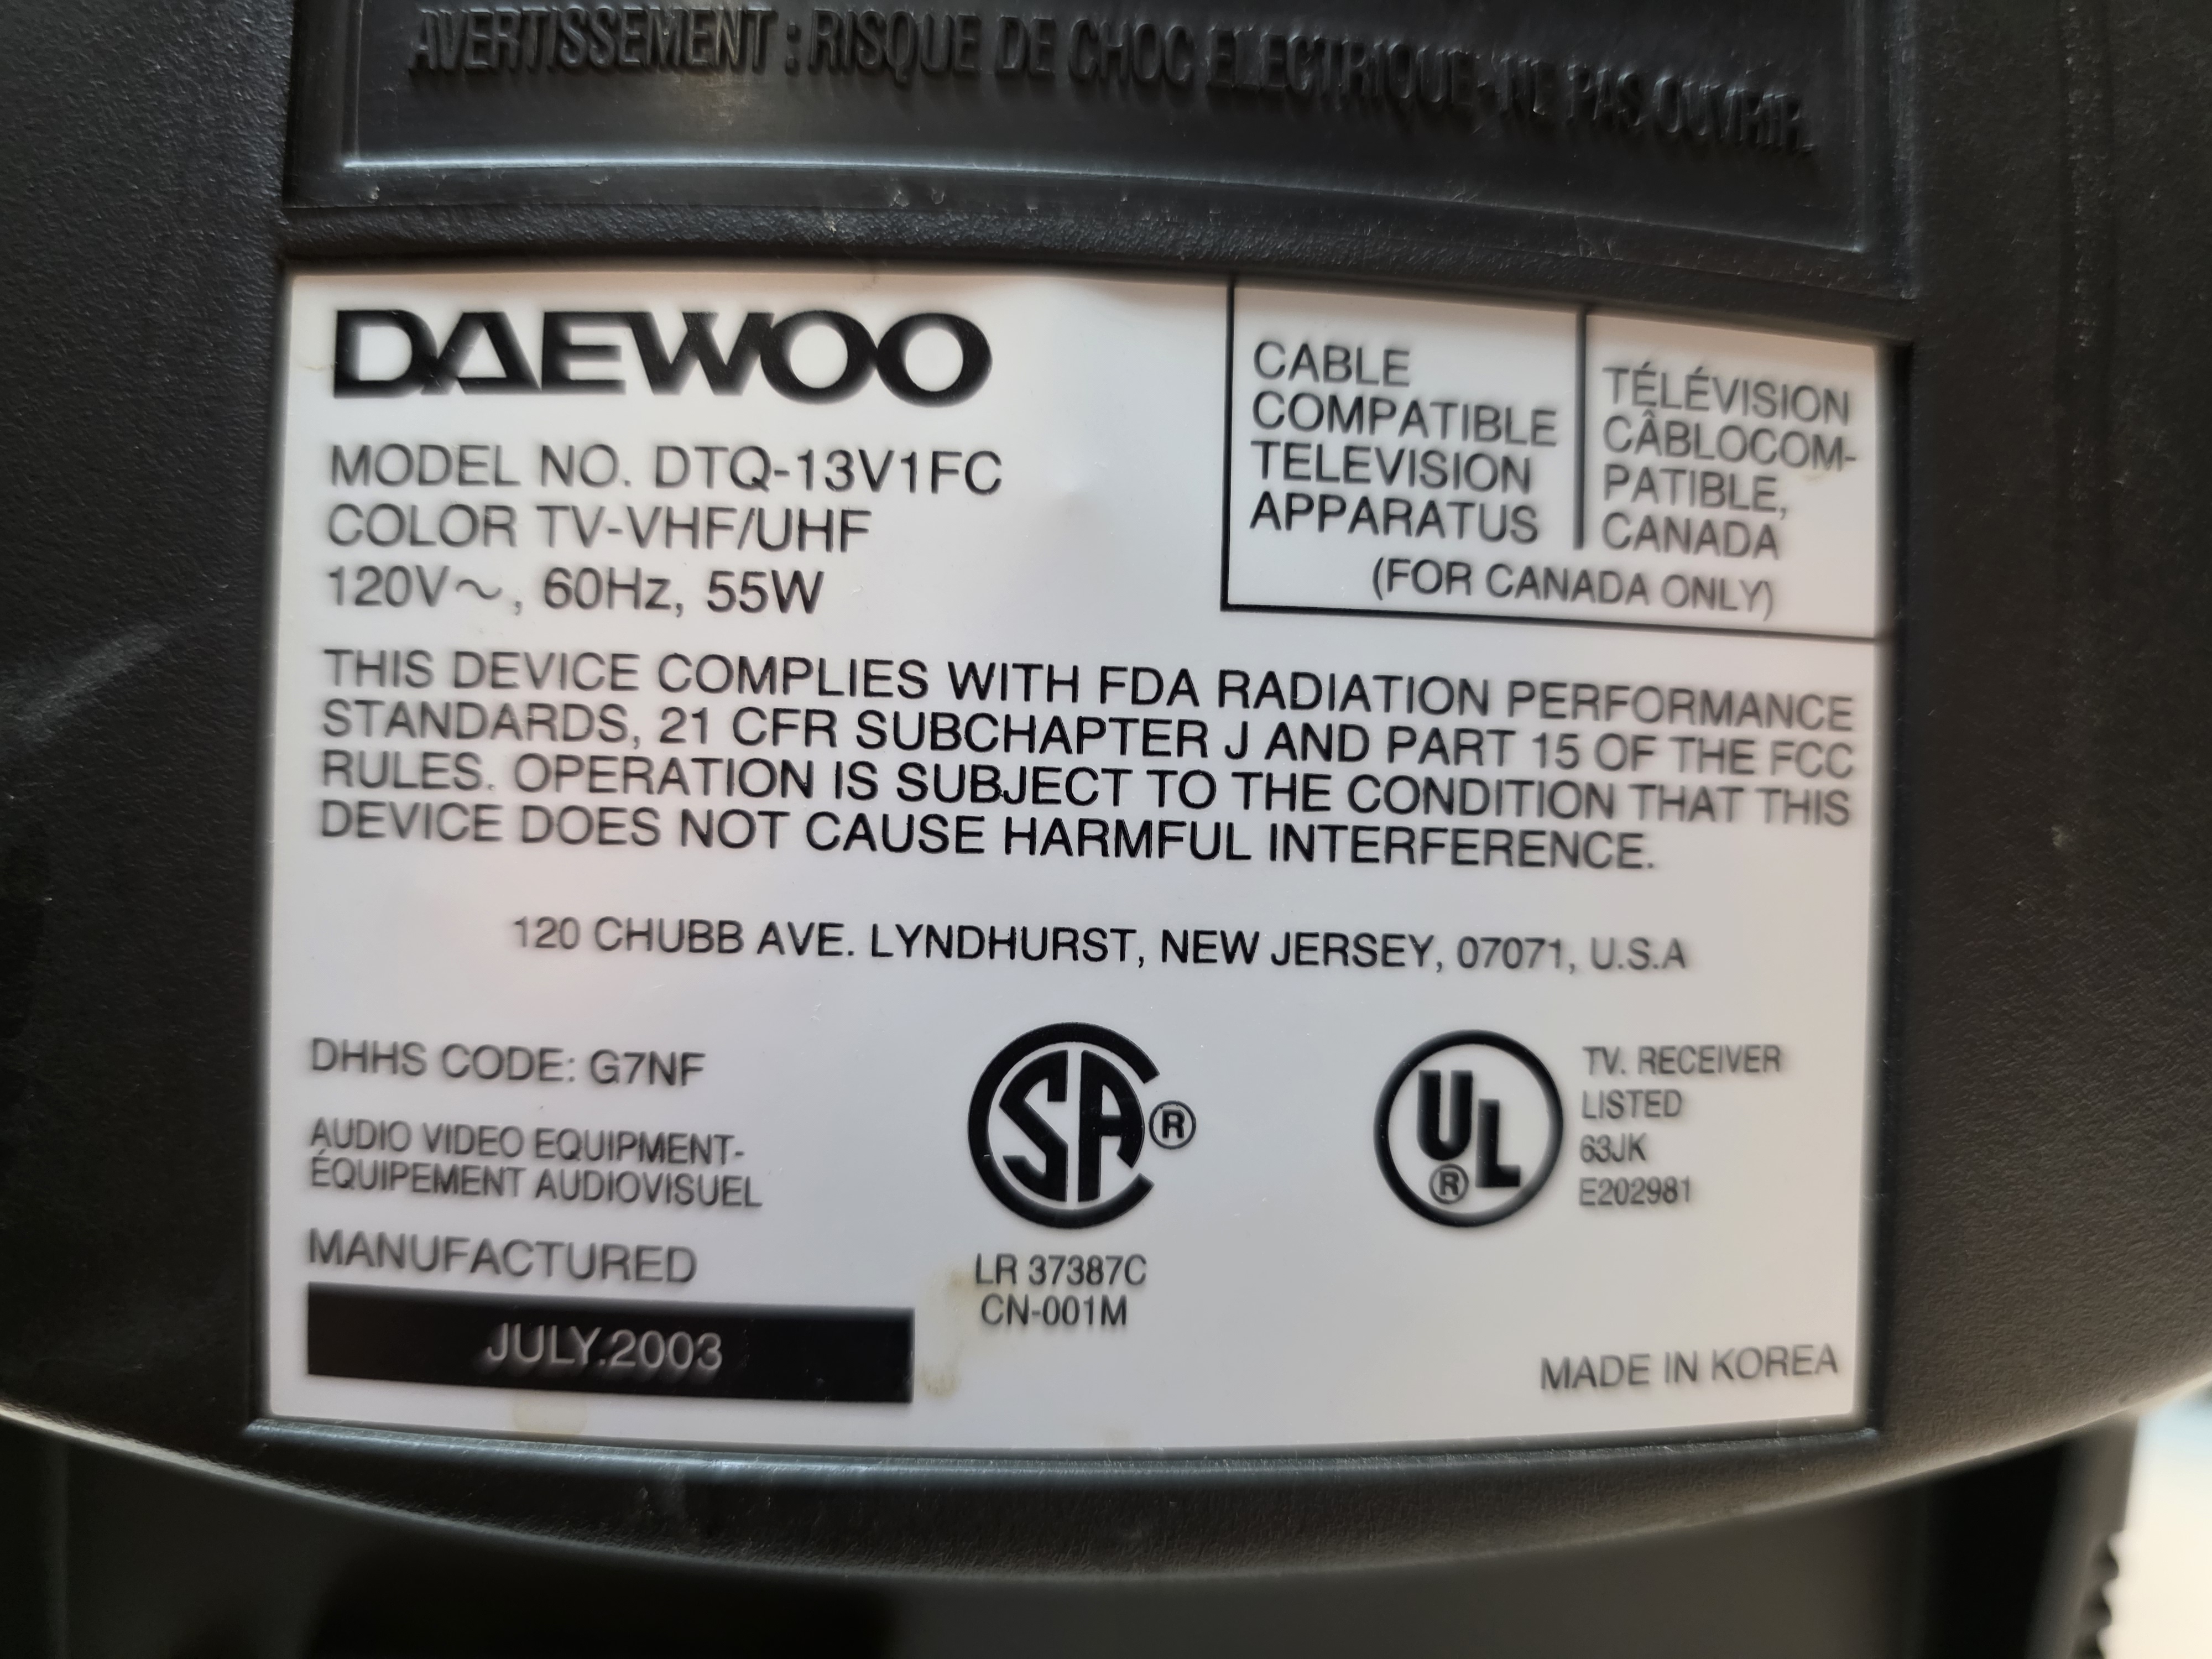 AVERTISSEMENT : RISQUE DE CHOC ELECTRIQUE-NE PAS OUVRIR.
DAEWOO
MODEL NO. DTQ-13V1FC
COLOR TV-VHF/UHF
120V~, 60Hz, 55W
CABLE
COMPATIBLE
TELEVISION
APPARATUS
TÉLÉVISION
CÂBLOCOM-
PATIBLE,
CANADA
(FOR CANADA ONLY)
THIS DEVICE COMPLIES WITH FDA RADIATION PERFORMANCE
STANDARDS, 21 CFR SUBCHAPTER J AND PART 15 OF THE FCC
RULES. OPERATION IS SUBJECT TO THE CONDITION THAT THIS
DEVICE DOES NOT CAUSE HARMFUL INTERFERENCE.
120 CHUBB AVE. LYNDHURST, NEW JERSEY, 07071, U.S.A
DHHS CODE: G7NF
AUDIO VIDEO EQUIPMENT-
ÉQUIPEMENT AUDIOVISUEL
MANUFACTURED
JULY.2003
SA ®
LR 37387C
CN-001M
UL ®
TV. RECEIVER
LISTED
63JK
E202981
MADE IN KOREA